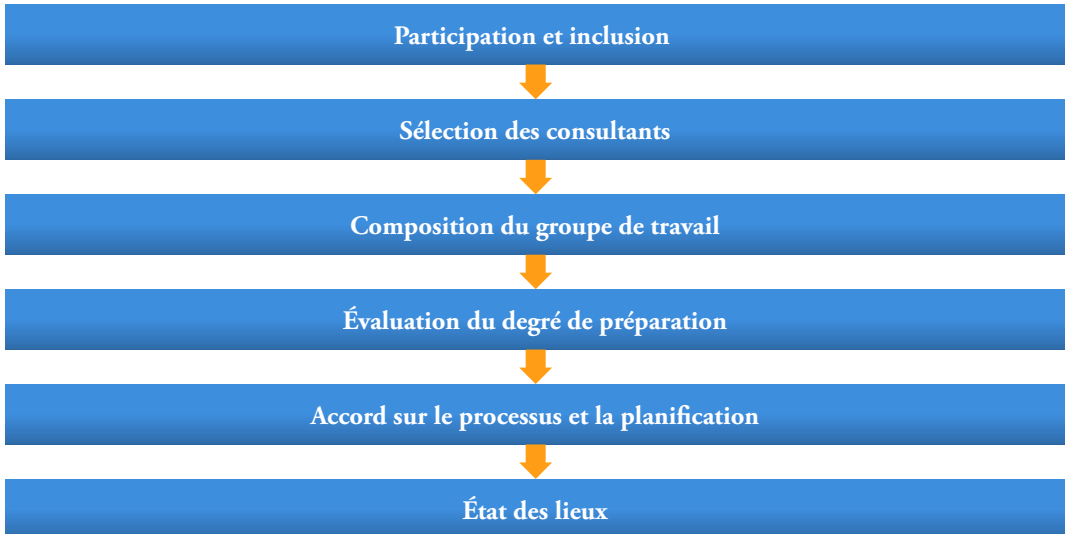 Participation et inclusion
Sélection des consultants
Composition du groupe de travail
Évaluation du degré de préparation
Accord sur le processus et la planification
État des lieux